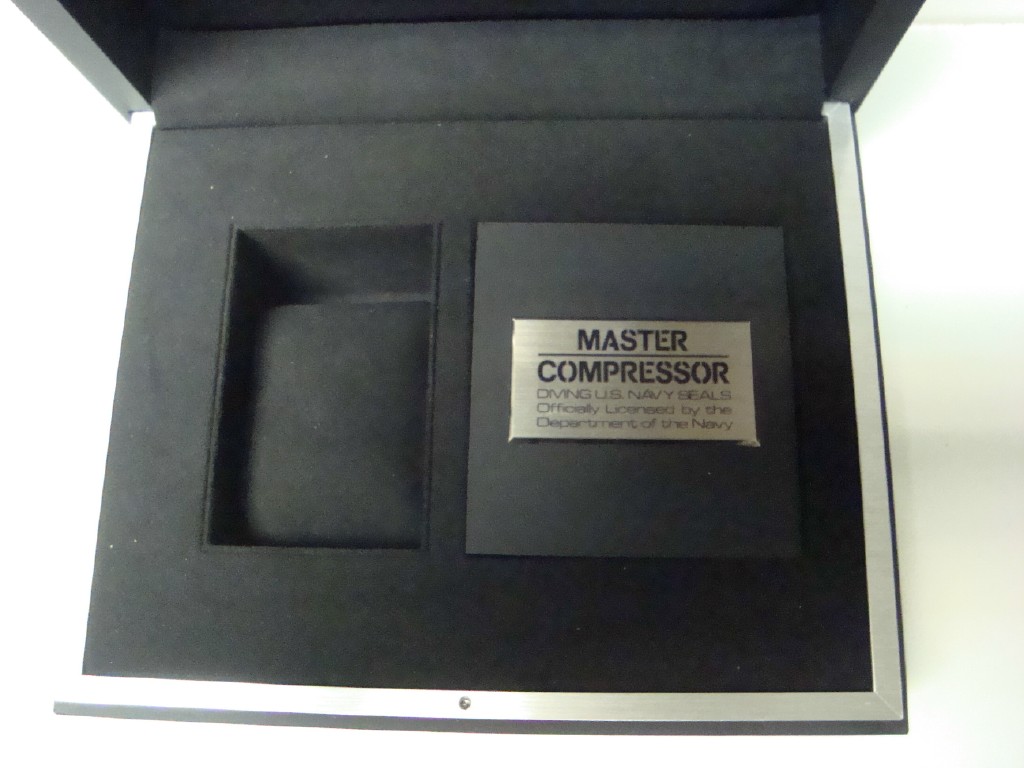 MASTER
COMPRESSOR
DIVING U.S. NAVY SEALS
Officially Licensed by the
Department of the Navy